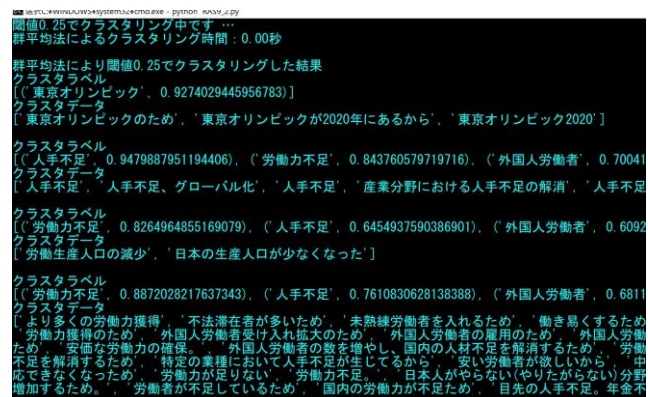 選択C:¥WINDOWS¥system32¥cmd.exe - python RAS9_2.py
閾値0.25でクラスタリング中です …
群平均法によるクラスタリング時間：0.00秒
群平均法により閾値0.25でクラスタリングした結果
クラスタラベル
[('東京オリンピック', 0.9274029445956783)]
クラスタデータ
['東京オリンピックのため', '東京オリンピックが2020年にあるから', '東京オリンピック2020']
クラスタラベル
[('人手不足', 0.9479887951194406), ('労働力不足', 0.843760579719716), ('外国人労働者', 0.70041
クラスタデータ
['人手不足', '人手不足、グローバル化', '人手不足', '産業分野における人手不足の解消', '人手不足
クラスタラベル
[('労働力不足', 0.8264964855169079), ('人手不足', 0.6454937590386901), ('外国人労働者', 0.6092
クラスタデータ
['労働生産人口の減少', '日本の生産人口が少なくなった']
クラスタラベル
[('労働力不足', 0.8872028217637343), ('人手不足', 0.7610830628138388), ('外国人労働者', 0.6811
クラスタデータ
['より多くの労働力獲得', '不法滞在者が多いため', '未熟練労働者を入れるため', '働き易くするため
'労働力獲得のため', '外国人労働者受け入れ拡大のため', '外国人労働者の雇用のため', '外国人労働
ため', '安価な労働力の確保。', '外国人労働者の数を増やし、国内の人材不足を解消するため', '労働
不足を解消するため', '特定の業種において人手不足が生じてるから', '安い労働者が欲しいから', '中
応できなくなったため', '労働力が足りない', '労働力不足。', '日本人がやらない(やりたがらない)分野
増加するため。', '労働者が不足しているため', '国内の労働力が不足ため', '目先の人手不足。年金不